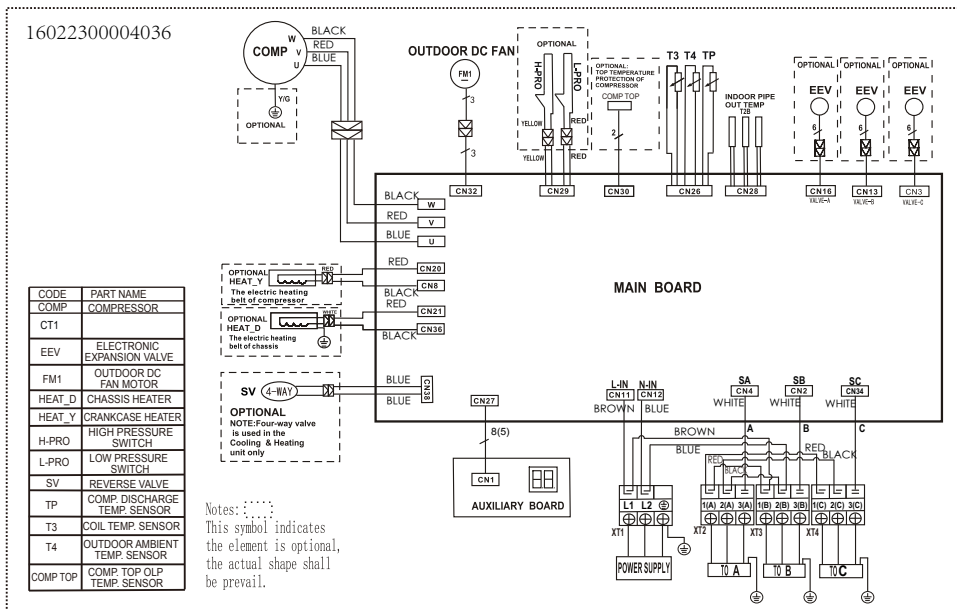 16022300004036
BLACK
RED
BLUE
W
V
U
COMP
Y/G
OPTIONAL
OUTDOOR DC FAN
FM1
3
3
OPTIONAL
H-PRO
L-PRO
YELLOW
RED
YELLOW
RED
OPTIONAL:
TOP TEMPERATURE
PROTECTION OF
COMPRESSOR
COMP TOP
2
T3 T4 TP
INDOOR PIPE
OUT TEMP
T2B
OPTIONAL
EEV
6
OPTIONAL
EEV
6
OPTIONAL
EEV
6
CN32
CN29
CN30
CN26
CN28
CN16
VALVE-A
CN13
VALVE-B
CN3
VALVE-C
BLACK
W
RED
V
BLUE
U
RED
CN20
CN8
BLACK
RED
CN21
CN36
BLACK
OPTIONAL
HEAT_Y
RED
The electric heating
belt of compressor
OPTIONAL
HEAT_D
WHITE
The electric heating
belt of chassis
MAIN BOARD
SV
4-WAY
OPTIONAL
NOTE:Four-way valve
is used in the
Cooling & Heating
unit only
BLUE
BLUE
CN38
CN27
8(5)
CN1
AUXILIARY BOARD
L-IN
N-IN
CN11
CN12
BROWN
BLUE
SA
CN4
WHITE
SB
CN2
WHITE
SC
CN34
WHITE
A
B
C
BROWN
BLUE
RED
BLACK
RED
BLACK
L1 L2
1(A) 2(A) 3(A)
1(B) 2(B) 3(B)
1(C) 2(C) 3(C)
XT1
XT2
XT3
XT4
POWER SUPPLY
TO A
TO B
TO C
CODE PART NAME
COMP COMPRESSOR
CT1
EEV ELECTRONIC
EXPANSION VALVE
FM1 OUTDOOR DC
FAN MOTOR
HEAT_D CHASSIS HEATER
HEAT_Y CRANKCASE HEATER
H-PRO HIGH PRESSURE
SWITCH
L-PRO LOW PRESSURE
SWITCH
SV REVERSE VALVE
TP COMP. DISCHARGE
TEMP. SENSOR
T3 COIL TEMP. SENSOR
T4 OUTDOOR AMBIENT
TEMP. SENSOR
COMP TOP COMP. TOP OLP
TEMP. SENSOR
Notes:
This symbol indicates
the element is optional,
the actual shape shall
be prevail.